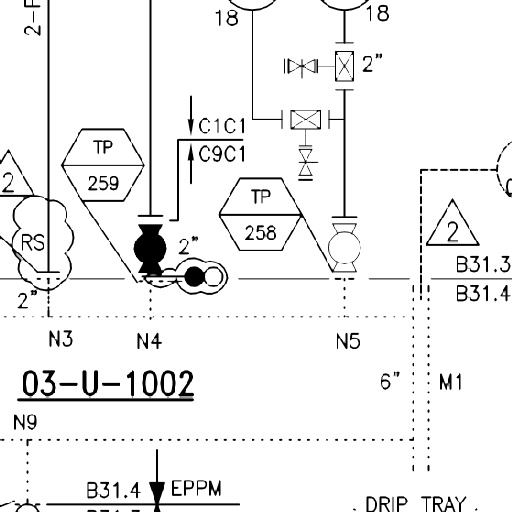 2-F
18
18
2"
C1C1
C9C1
TP
259
TP
258
2
RS
2"
2
B31.3
B31.4
2"
N3
N4
N5
03-U-1002
6"
M1
N9
B31.4
EPPM
DRIP TRAY